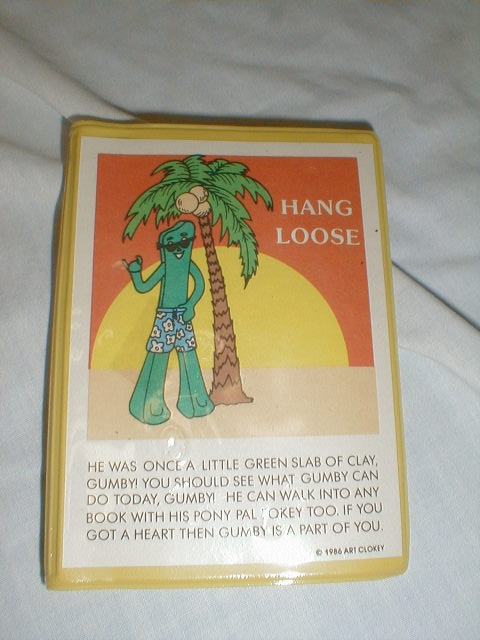 HANG
LOOSE
HE WAS ONCE A LITTLE GREEN SLAB OF CLAY,
GUMBY! YOU SHOULD SEE WHAT GUMBY CAN
DO TODAY, GUMBY! HE CAN WALK INTO ANY
BOOK WITH HIS PONY PAL POKEY TOO. IF YOU
GOT A HEART THEN GUMBY IS A PART OF YOU.
© 1986 ART CLOKEY